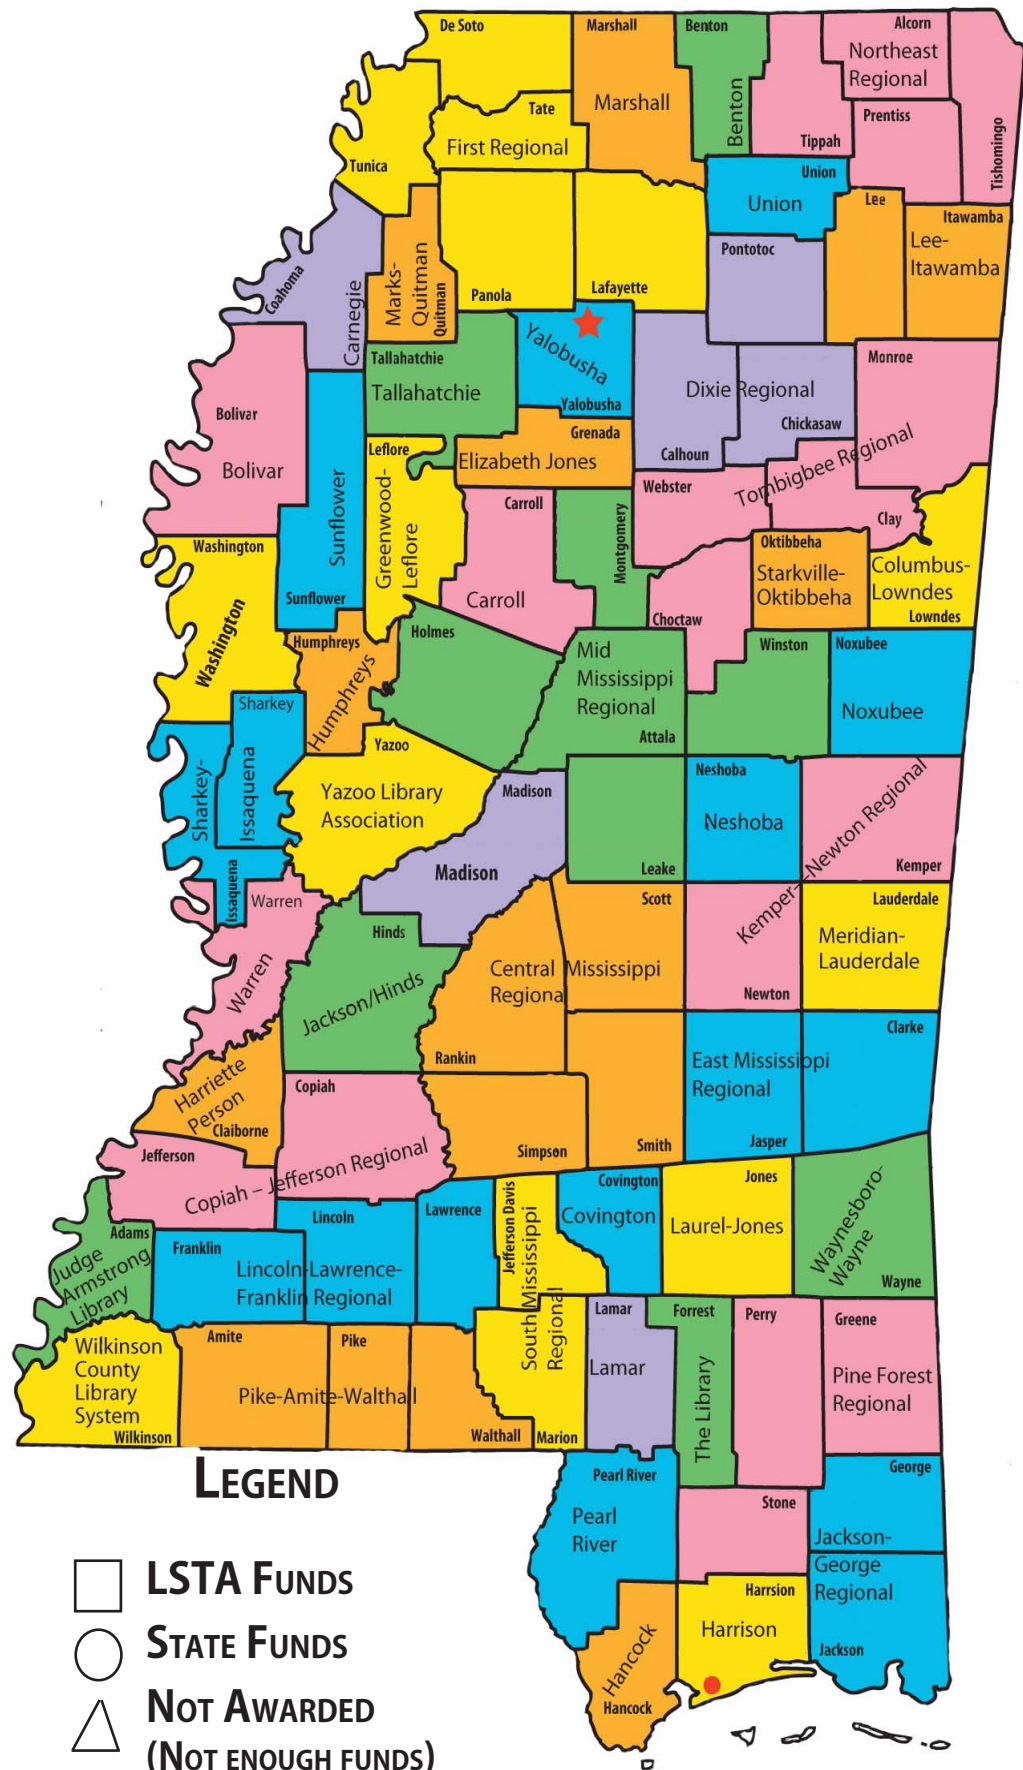 De Soto
Marshall
Benton
Alcorn
Northeast
Regional
Marshall
Benton
Tate
First Regional
Prentiss
Tippah
Tishomingo
Tunica
Union
Union
Lee
Itawamba
Lee-
Itawamba
Coahoma
Carnegie
Marks-
Quitman
Quitman
Panola
Lafayette
Pontotoc
Yalobusha
Yalobusha
Tallahatchie
Tallahatchie
Dixie Regional
Chickasaw
Calhoun
Monroe
Bolivar
Bolivar
Sunflower
Sunflower
Leflore
Greenwood-
Leflore
Grenada
Elizabeth Jones
Carroll
Carroll
Montgomery
Webster
Tombigbee Regional
Clay
Choctaw
Oktibbeha
Starkville-
Oktibbeha
Columbus-
Lowndes
Lowndes
Washington
Washington
Humphreys
Humphreys
Holmes
Mid
Mississippi
Regional
Attala
Winston
Noxubee
Noxubee
Sharkey
Sharkey-
Issaquena
Issaquena
Yazoo
Yazoo Library
Association
Madison
Madison
Leake
Neshoba
Neshoba
Kemper-Newton Regional
Kemper
Newton
Warren
Warren
Hinds
Jackson/Hinds
Scott
Central Mississippi
Regional
Rankin
Lauderdale
Meridian-
Lauderdale
Harriette
Person
Claiborne
Copiah
Copiah – Jefferson Regional
Jefferson
Simpson
Smith
East Mississippi
Regional
Jasper
Clarke
Adams
Judge
Armstrong
Library
Franklin
Lincoln
Lawrence
Lincoln-Lawrence-
Franklin Regional
Jefferson Davis
South Mississippi
Regional
Covington
Covington
Jones
Laurel-Jones
Waynesboro-
Wayne
Wayne
Wilkinson
County
Library
System
Wilkinson
Amite
Pike
Pike-Amite-Walthall
Walthall
Marion
Lamar
Lamar
Forrest
The Library
Perry
Greene
Pine Forest
Regional
Pearl River
Pearl
River
Stone
George
Jackson-
George
Regional
Jackson
Harrsion
Harrison
Hancock
Hancock
LEGEND
LSTA FUNDS
STATE FUNDS
NOT AWARDED
(NOT ENOUGH FUNDS)